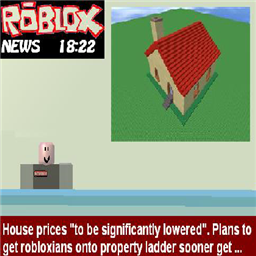 ROBLOX
NEWS 18:22
House prices "to be significantly lowered". Plans to
get robloxians onto property ladder sooner get ...